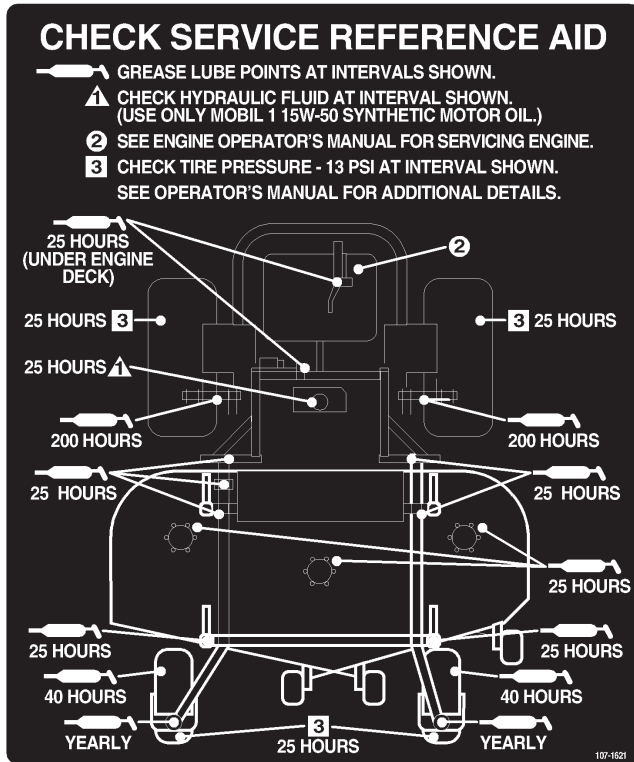 CHECK SERVICE REFERENCE AID
GREASE LUBE POINTS AT INTERVALS SHOWN.
1 CHECK HYDRAULIC FLUID AT INTERVAL SHOWN.
(USE ONLY MOBIL 1 15W-50 SYNTHETIC MOTOR OIL.)
2 SEE ENGINE OPERATOR'S MANUAL FOR SERVICING ENGINE.
3 CHECK TIRE PRESSURE - 13 PSI AT INTERVAL SHOWN.
SEE OPERATOR'S MANUAL FOR ADDITIONAL DETAILS.
25 HOURS
(UNDER ENGINE
DECK)
2
25 HOURS 3
3 25 HOURS
25 HOURS 1
200 HOURS
200 HOURS
25 HOURS
25 HOURS
25 HOURS
25 HOURS
25 HOURS
40 HOURS
40 HOURS
YEARLY
3
25 HOURS
YEARLY
107-1621